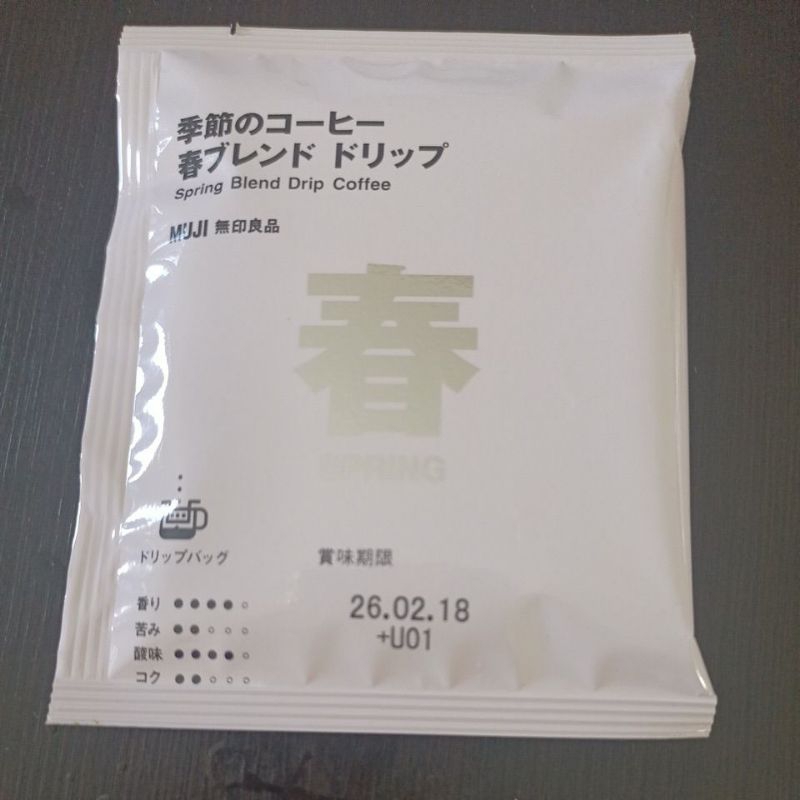 季節のコーヒー
春ブレンド ドリップ
Spring Blend Drip Coffee
MUJI 無印良品
春
SPRING
ドリップバッグ
賞味期限
26.02.18
+U01
香り ●●●●○
苦み ●●○○○
酸味 ●●●●○
コク ●●○○○